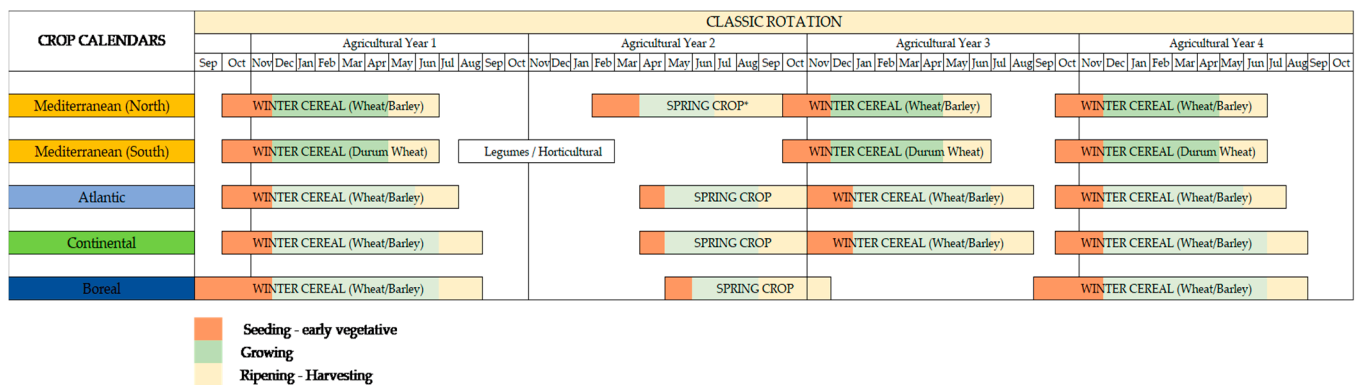 CLASSIC ROTATION
CROP CALENDARS
Agricultural Year 1 Agricultural Year 2 Agricultural Year 3 Agricultural Year 4
Sep Oct Nov Dec Jan Feb Mar Apr May Jun Jul Aug Sep Oct Nov Dec Jan Feb Mar Apr May Jun Jul Aug Sep Oct Nov Dec Jan Feb Mar Apr May Jun Jul Aug Sep Oct Nov Dec Jan Feb Mar Apr May Jun Jul Aug Sep Oct
Mediterranean (North) WINTER CEREAL (Wheat/Barley) SPRING CROP* WINTER CEREAL (Wheat/Barley) WINTER CEREAL (Wheat/Barley)
Mediterranean (South) WINTER CEREAL (Durum Wheat) Legumes / Horticultural WINTER CEREAL (Durum Wheat) WINTER CEREAL (Durum Wheat)
Atlantic WINTER CEREAL (Wheat/Barley) SPRING CROP WINTER CEREAL (Wheat/Barley) WINTER CEREAL (Wheat/Barley)
Continental WINTER CEREAL (Wheat/Barley) SPRING CROP WINTER CEREAL (Wheat/Barley) WINTER CEREAL (Wheat/Barley)
Boreal WINTER CEREAL (Wheat/Barley) SPRING CROP WINTER CEREAL (Wheat/Barley)
Seeding - early vegetative
Growing
Ripening - Harvesting